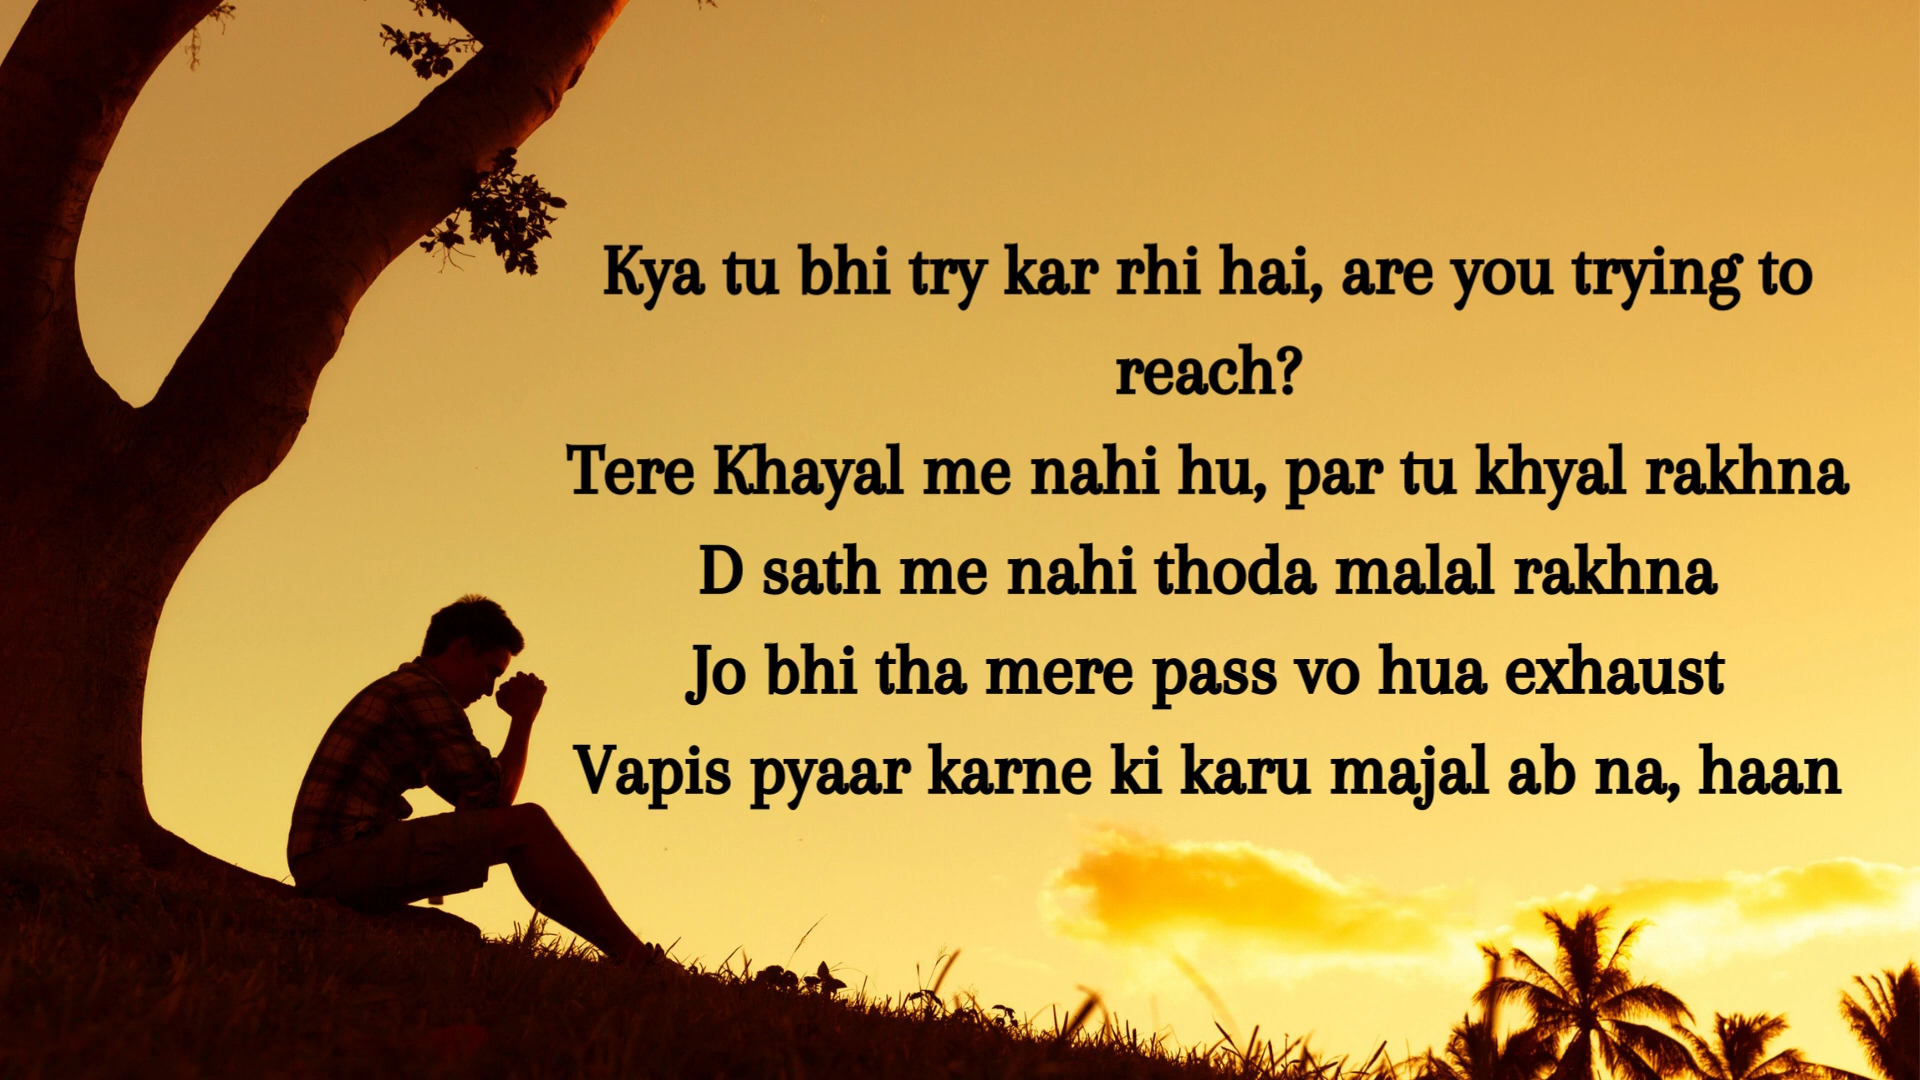 Kya tu bhi try kar rhi hai, are you trying to
reach?
Tere Khayal me nahi hu, par tu khyal rakhna
D sath me nahi thoda malal rakhna
Jo bhi tha mere pass vo hua exhaust
Vapis pyaar karne ki karu majal ab na, haan